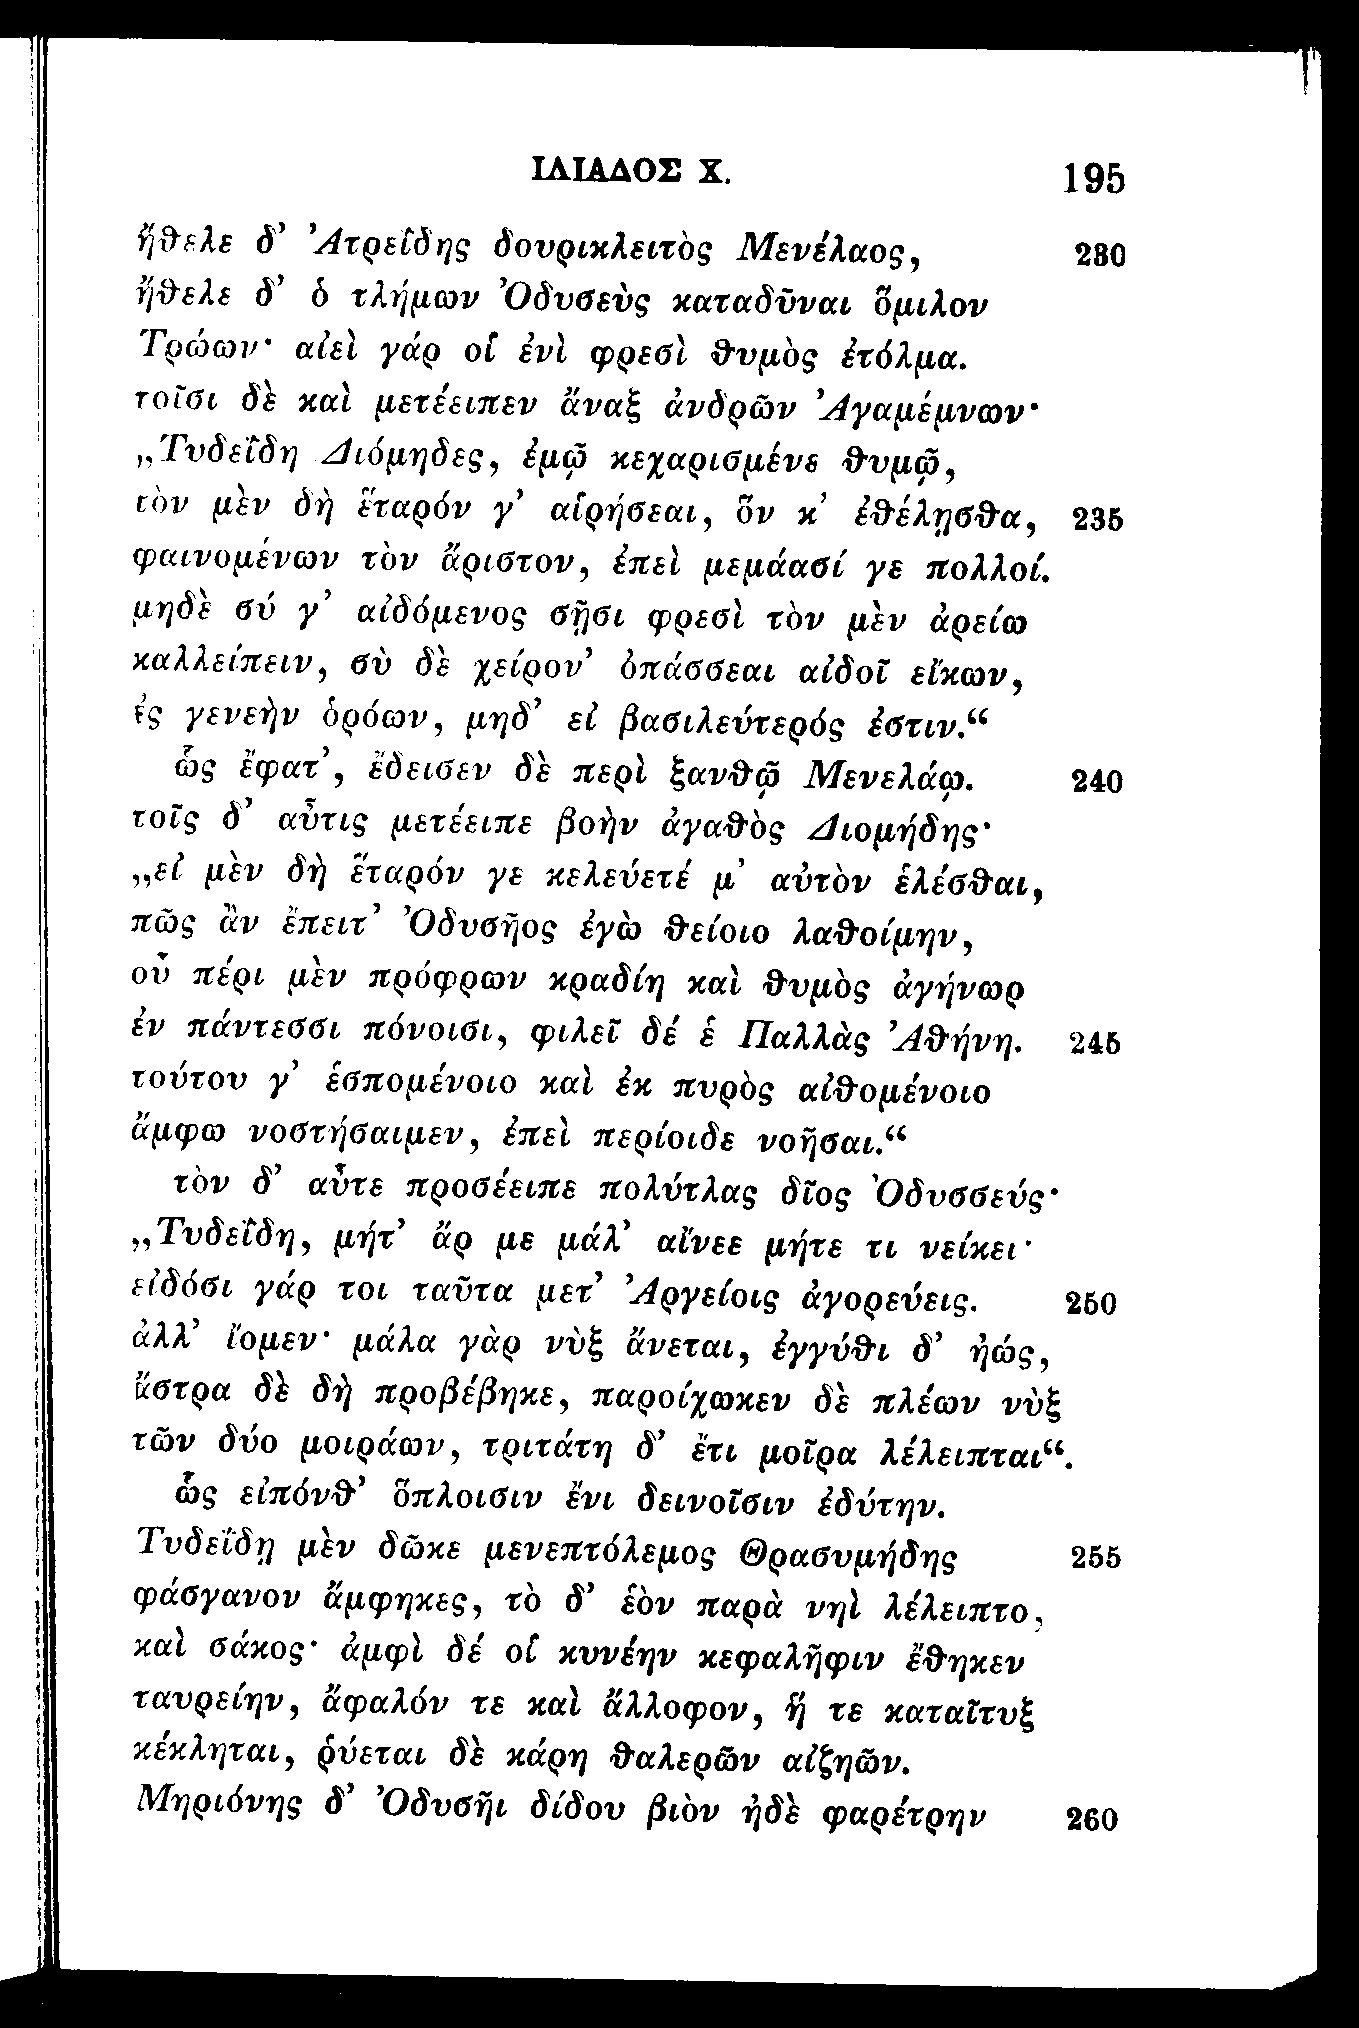 ΙΛΙΑΔΟΣ Χ. 195
ἤθελε δ’ Ἀτρεΐδης δουρικλειτὸς Μενέλαος, 230
ἤθελε δ’ ὁ τλήμων Ὀδυσεὺς καταδῦναι ὅμιλον
Τρώων· αἰεὶ γάρ οἱ ἐνὶ φρεσὶ θυμὸς ἐτόλμα.
τοῖσι δὲ καὶ μετέειπεν ἄναξ ἀνδρῶν Ἀγαμέμνων·
„Τυδεΐδη Διόμηδες, ἐμῷ κεχαρισμένε θυμῷ,
τὸν μὲν δὴ ἕταρόν γ’ αἱρήσεαι, ὅν κ’ ἐθέλῃσθα, 235
φαινομένων τὸν ἄριστον, ἐπεὶ μεμάασί γε πολλοί.
μηδὲ σύ γ’ αἰδόμενος σῇσι φρεσὶ τὸν μὲν ἀρείω
καλλείπειν, σὺ δὲ χείρον’ ὀπάσσεαι αἰδοῖ εἴκων,
ἐς γενεὴν ὁρόων, μηδ’ εἰ βασιλεύτερός ἐστιν.“
ὣς ἔφατ’, ἔδεισεν δὲ περὶ ξανθῷ Μενελάῳ. 240
τοῖς δ’ αὖτις μετέειπε βοὴν ἀγαθὸς Διομήδης·
„εἰ μὲν δὴ ἕταρόν γε κελεύετέ μ’ αὐτὸν ἑλέσθαι,
πῶς ἂν ἔπειτ’ Ὀδυσῆος ἐγὼ θείοιο λαθοίμην,
οὗ πέρι μὲν πρόφρων κραδίη καὶ θυμὸς ἀγήνωρ
ἐν πάντεσσι πόνοισι, φιλεῖ δέ ἑ Παλλὰς Ἀθήνη. 245
τούτου γ’ ἑσπομένοιο καὶ ἐκ πυρὸς αἰθομένοιο
ἄμφω νοστήσαιμεν, ἐπεὶ περίοιδε νοῆσαι.“
τὸν δ’ αὖτε προσέειπε πολύτλας δῖος Ὀδυσσεύς·
„Τυδεΐδη, μήτ’ ἄρ με μάλ’ αἴνεε μήτε τι νείκει·
εἰδόσι γάρ τοι ταῦτα μετ’ Ἀργείοις ἀγορεύεις. 250
ἀλλ’ ἴομεν· μάλα γὰρ νὺξ ἄνεται, ἐγγύθι δ’ ἠώς,
ἄστρα δὲ δὴ προβέβηκε, παροίχωκεν δὲ πλέων νὺξ
τῶν δύο μοιράων, τριτάτη δ’ ἔτι μοῖρα λέλειπται“.
ὣς εἰπόνθ’ ὅπλοισιν ἔνι δεινοῖσιν ἐδύτην.
Τυδεΐδῃ μὲν δῶκε μενεπτόλεμος Θρασυμήδης 255
φάσγανον ἄμφηκες, τὸ δ’ ἑὸν παρὰ νηὶ λέλειπτο,
καὶ σάκος· ἀμφὶ δέ οἱ κυνέην κεφαλῆφιν ἔθηκεν
ταυρείην, ἄφαλόν τε καὶ ἄλλοφον, ἥ τε καταῖτυξ
κέκληται, ῥύεται δὲ κάρη θαλερῶν αἰζηῶν.
Μηριόνης δ’ Ὀδυσῆι δίδου βιὸν ἠδὲ φαρέτρην 260